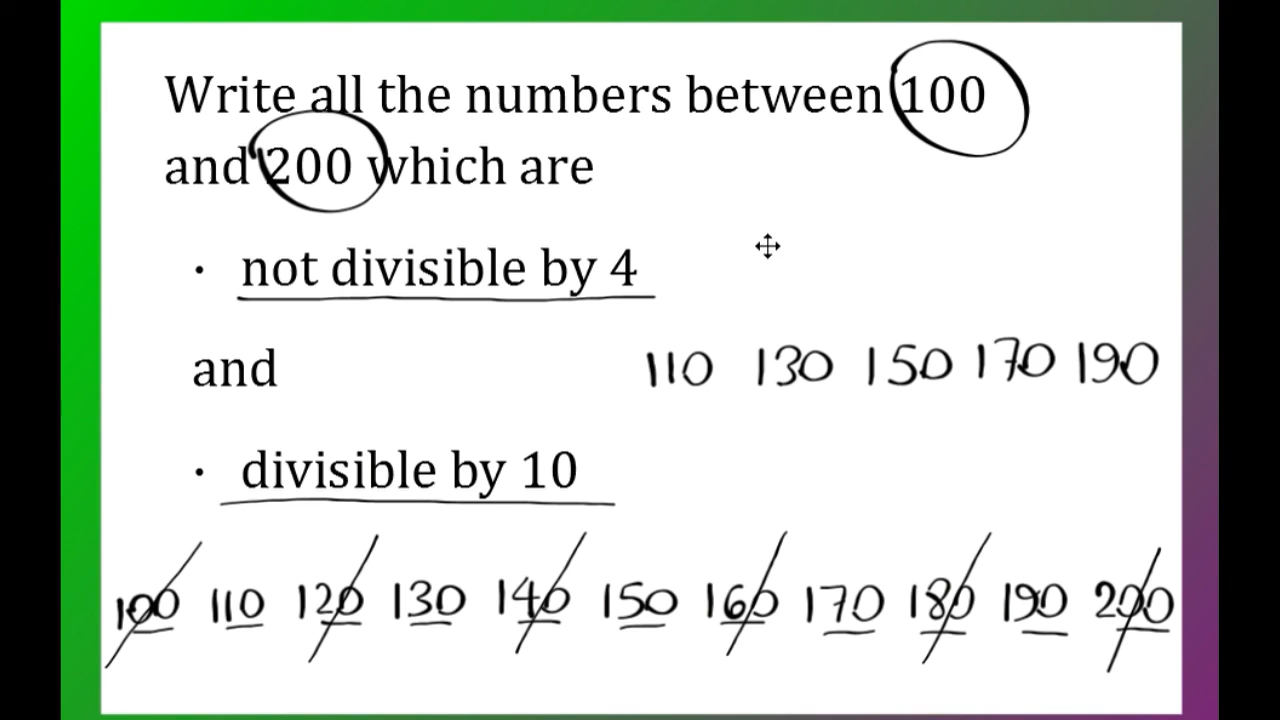 Write all the numbers between 100
and 200 which are
· not divisible by 4
and
110 130 150 170 190
· divisible by 10
100 110 120 130 140 150 160 170 180 190 200